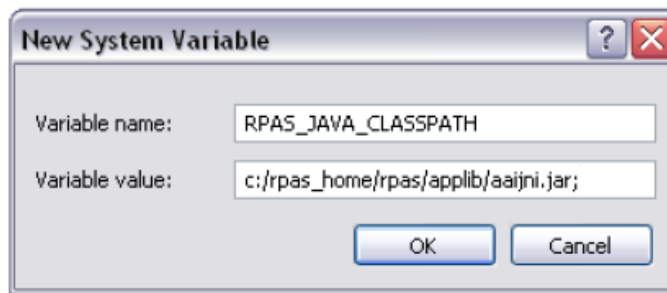 New System Variable
Variable name: RPAS_JAVA_CLASSPATH
Variable value: c:/rpas_home/rpas/applib/aaijni.jar;
OK Cancel